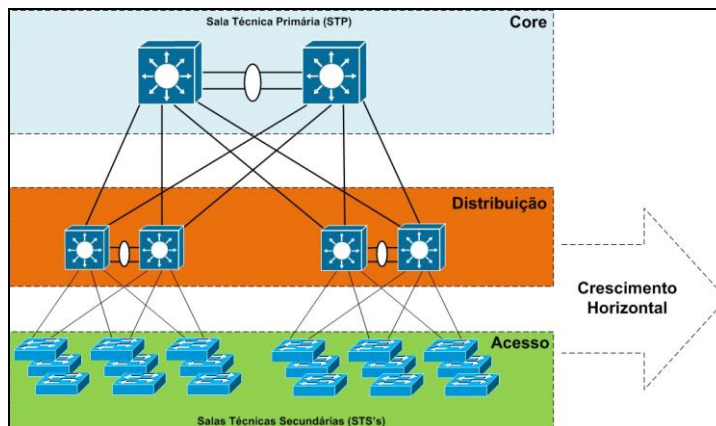 Sala Técnica Primária (STP)
Core
Distribuição
Crescimento
Horizontal
Acesso
Salas Técnicas Secundárias (STS's)